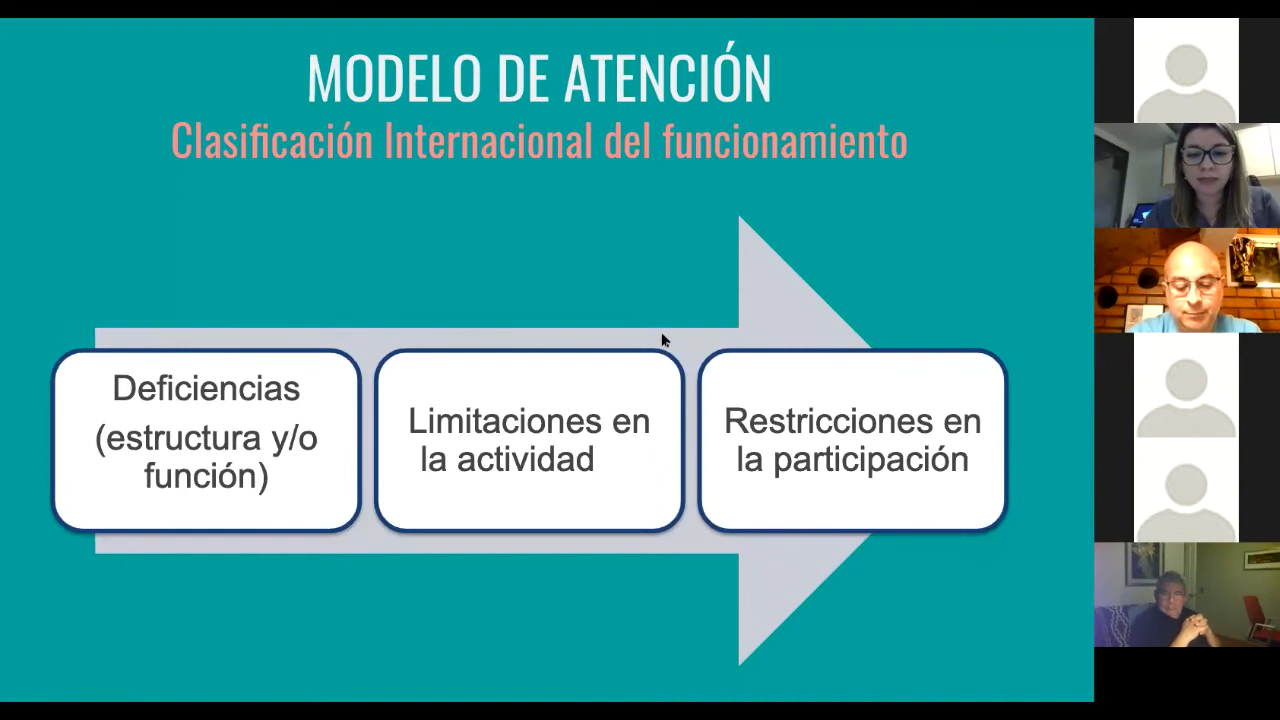 MODELO DE ATENCIÓN
Clasificación Internacional del funcionamiento
Deficiencias
(estructura y/o
función)
Limitaciones en
la actividad
Restricciones en
la participación